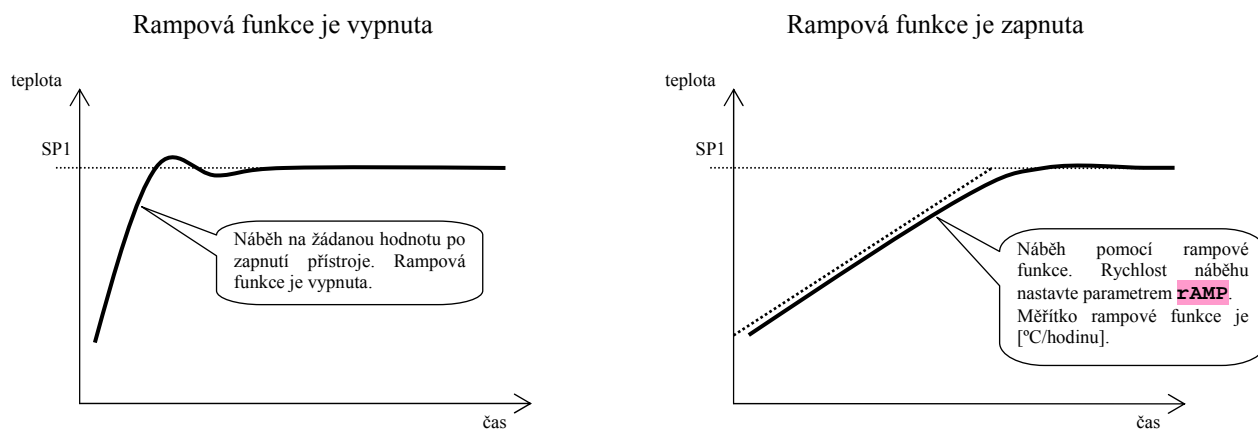 Rampová funkce je vypnuta
teplota
SP1
Náběh na žádanou hodnotu po
zapnutí přístroje. Rampová
funkce je vypnuta.
čas
Rampová funkce je zapnuta
teplota
SP1
Náběh pomocí rampové
funkce. Rychlost náběhu
nastavte parametrem rAMP.
Měřítko rampové funkce je
[ºC/hodinu].
čas